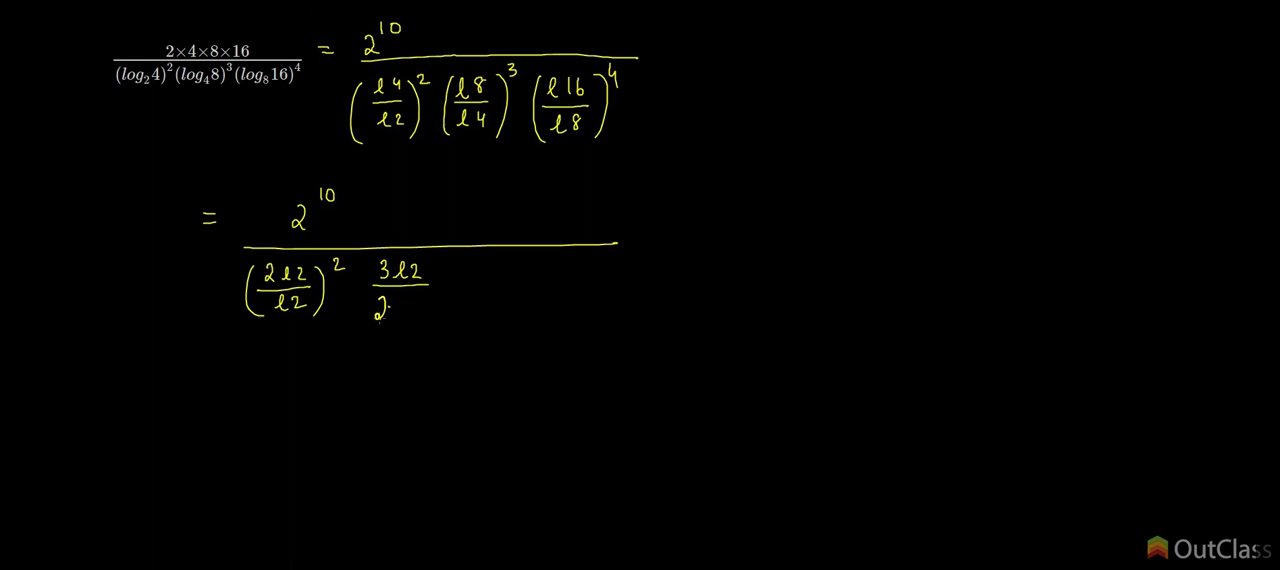 2×4×8×16 / (log₂4)²(log₄8)³(log₈16)⁴ = 2¹⁰ / (l4/l2)² (l8/l4)³ (l16/l8)⁴
= 2¹⁰ / (2l2/l2)² 3l2/2
OutClass